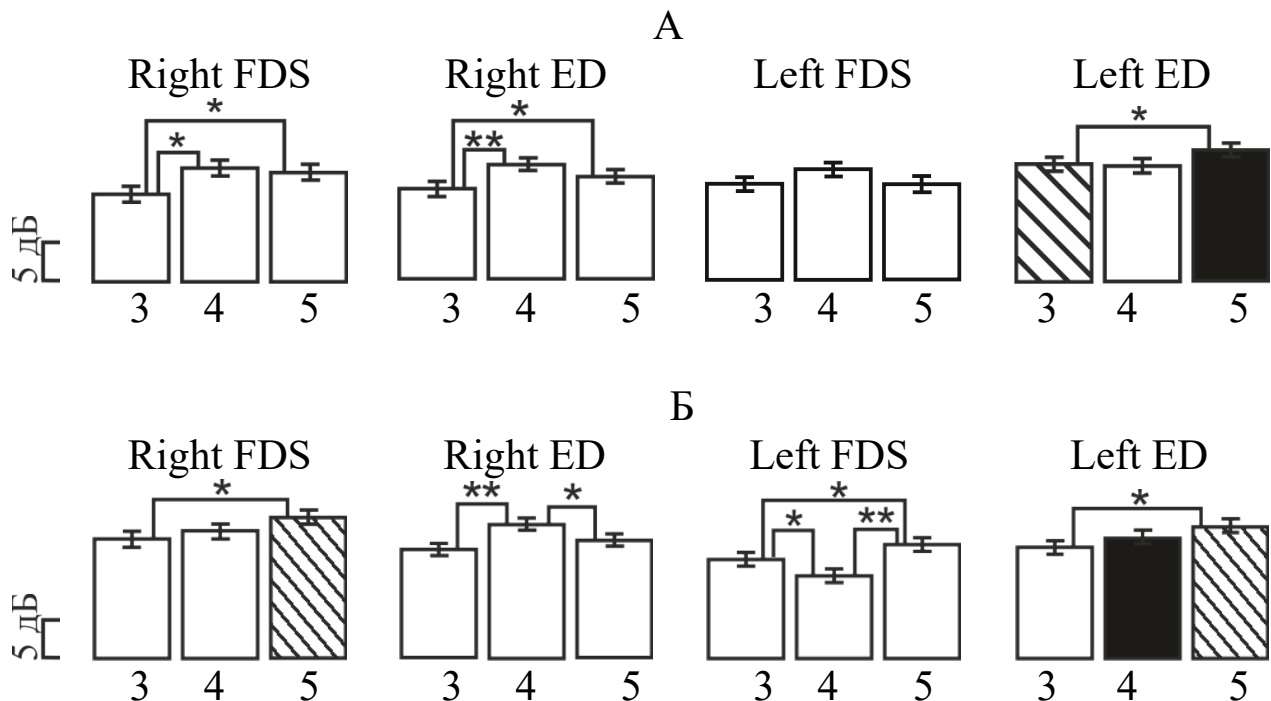 А
Right FDS Right ED Left FDS Left ED
* * *
* **
5 дБ
3 4 5 3 4 5 3 4 5 3 4 5
Б
Right FDS Right ED Left FDS Left ED
* ** * * *
* **
5 дБ
3 4 5 3 4 5 3 4 5 3 4 5